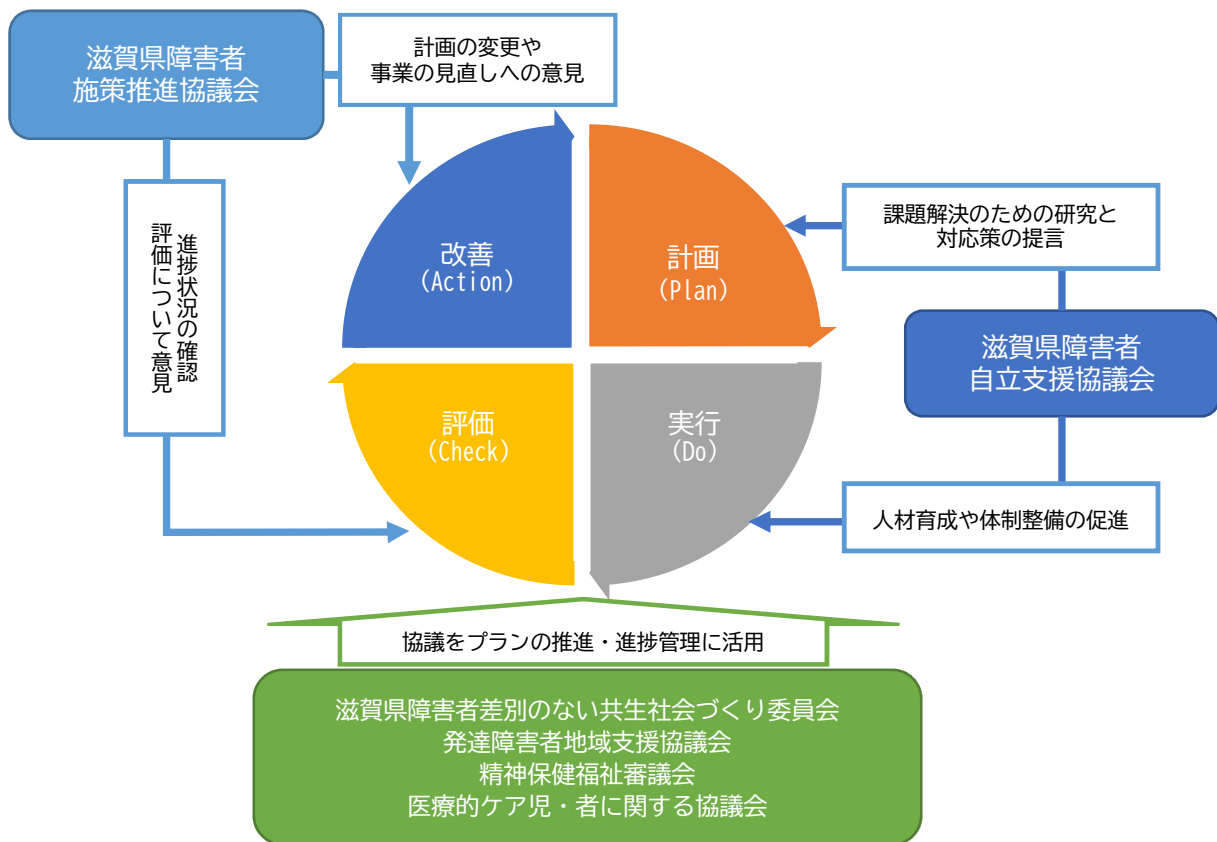 滋賀県障害者
施策推進協議会
計画の変更や
事業の見直しへの意見
進捗状況の確認
評価について意見
改善
(Action)
計画
(Plan)
課題解決のための研究と
対応策の提言
滋賀県障害者
自立支援協議会
評価
(Check)
実行
(Do)
人材育成や体制整備の促進
協議をプランの推進・進捗管理に活用
滋賀県障害者差別のない共生社会づくり委員会
発達障害者地域支援協議会
精神保健福祉審議会
医療的ケア児・者に関する協議会